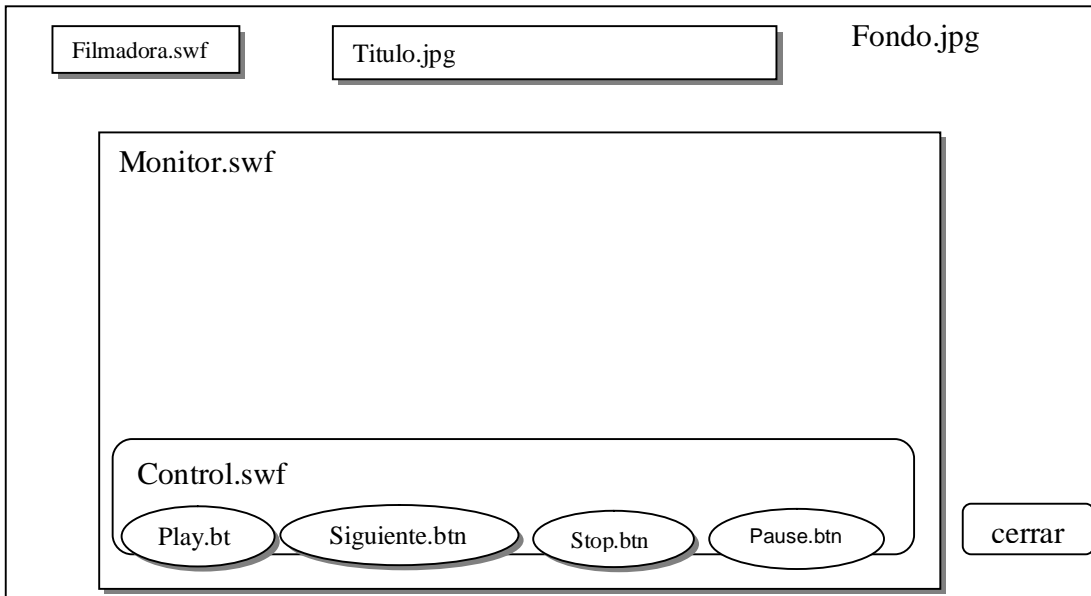 Filmadora.swf
Titulo.jpg
Fondo.jpg
Monitor.swf
Control.swf
Play.bt
Siguiente.btn
Stop.btn
Pause.btn
cerrar